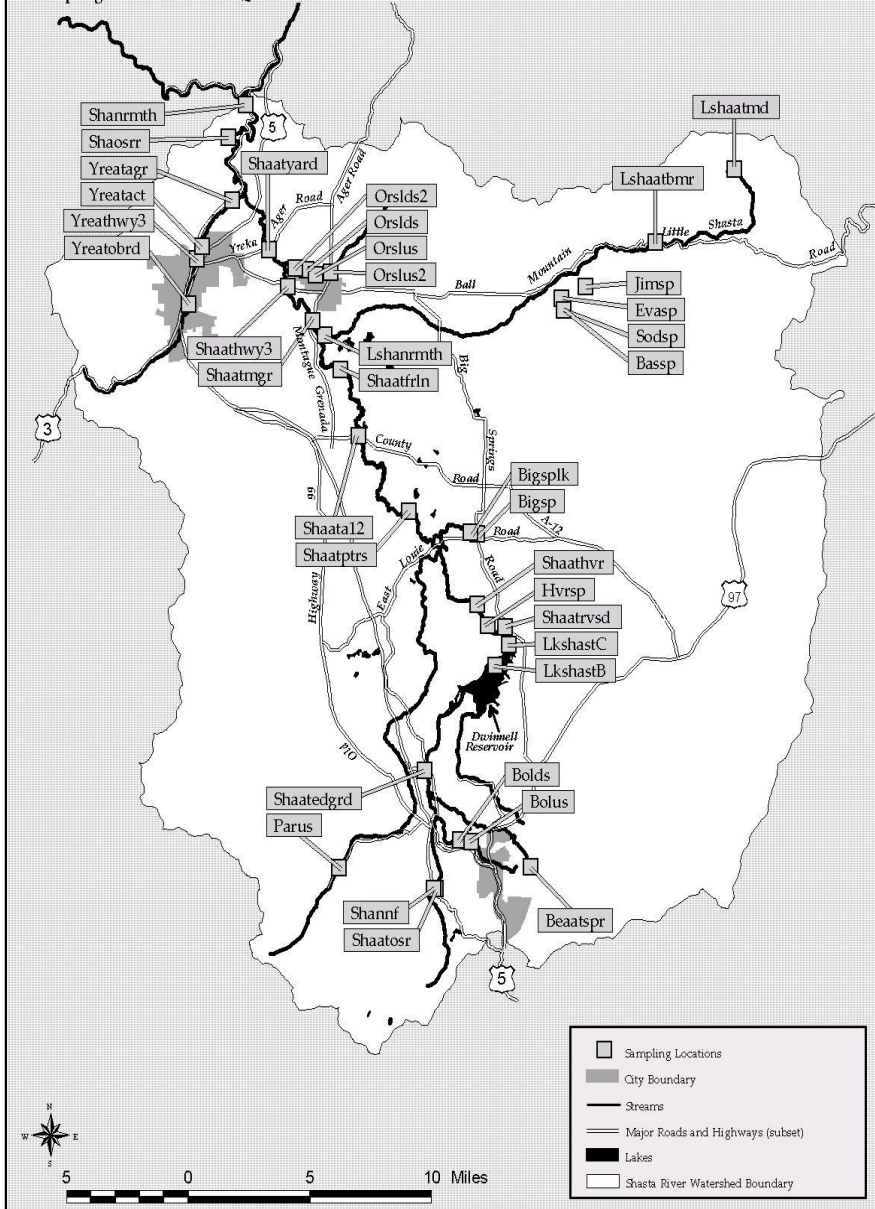 Shanrmth
Shaosrr
Yreatagr
Yreatact
Yreathwy3
Yreatobrd
5
Shaatyard
Ager Road
Ager Road
Orslds2
Orslds
Orslus
Orslus2
Lshaatmd
Lshaatbmr
Little Shasta
Road
Yreka
Ball Mountain
Jimsp
Evasp
Sodsp
Bassp
Shaathwy3
Shaatmgr
Montague
Grenada
Lshanrmth
Shaatfrln
Big
Springs
Road
3
County
Road
A-12
99
Highway
Old
Shaata12
Shaatptrs
Bigsplk
Bigsp
Louie
Road
East
Shaathvr
Hvrsp
Shaatrvsd
LkshastC
LkshastB
97
Dwinnell
Reservoir
Shaatedgrd
Parus
Bolds
Bolus
Shannf
Shaatosr
Beaatspr
5
Sampling Locations
City Boundary
Streams
Major Roads and Highways (subset)
Lakes
Shasta River Watershed Boundary
N
W
E
S
5 0 5 10 Miles